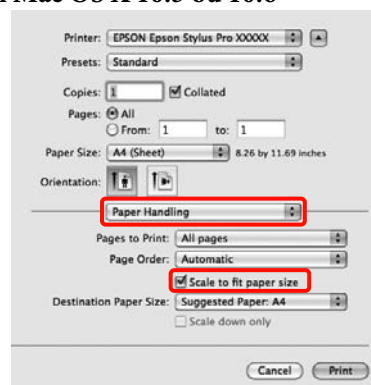 Mac OS X 10.5 ou 10.6
Printer: EPSON Epson Stylus Pro XXXXX
Presets: Standard
Copies: 1 Collated
Pages: All
From: 1 to: 1
Paper Size: A4 (Sheet) 8.26 by 11.69 inches
Orientation:
Paper Handling
Pages to Print: All pages
Page Order: Automatic
Scale to fit paper size
Destination Paper Size: Suggested Paper: A4
Scale down only
Cancel Print